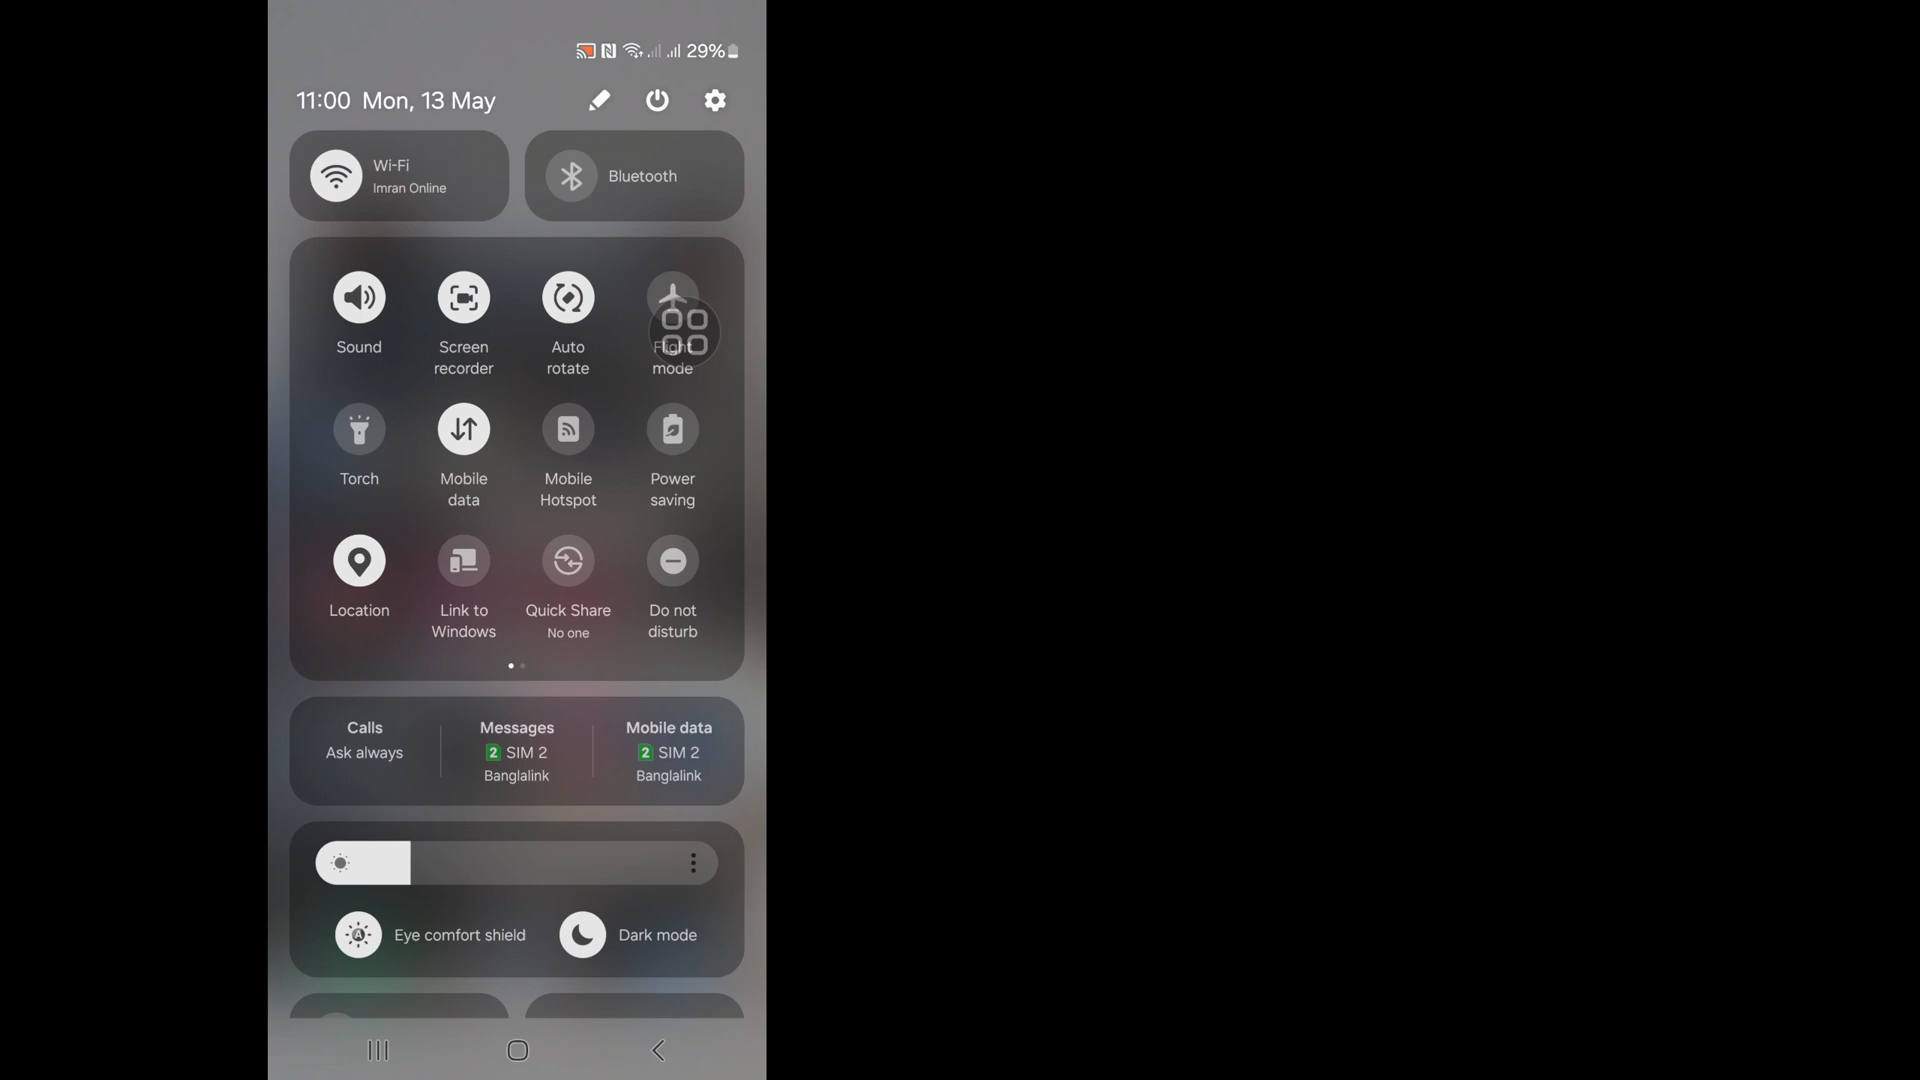 29%
11:00 Mon, 13 May
Wi-Fi
Imran Online
Bluetooth
Sound
Screen
recorder
Auto
rotate
Flight
mode
Torch
Mobile
data
Mobile
Hotspot
Power
saving
Location
Link to
Windows
Quick Share
No one
Do not
disturb
Calls
Ask always
Messages
2 SIM 2
Banglalink
Mobile data
2 SIM 2
Banglalink
A
Eye comfort shield
Dark mode